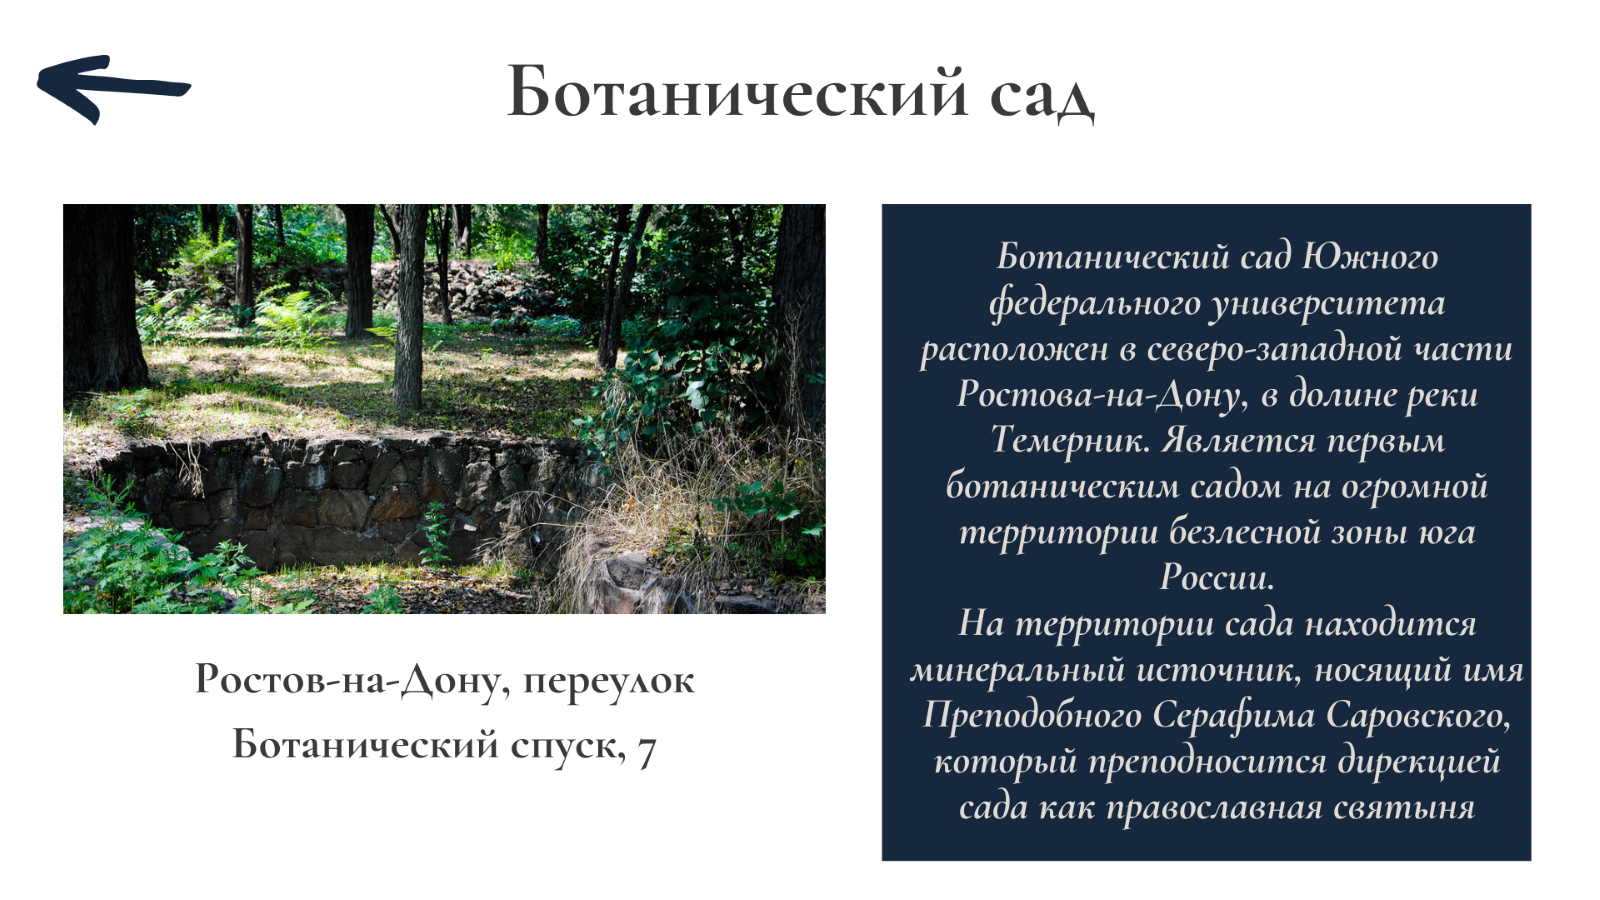 Ботанический сад
Ростов-на-Дону, переулок
Ботанический спуск, 7
Ботанический сад Южного
федерального университета
расположен в северо-западной части
Ростова-на-Дону, в долине реки
Темерник. Является первым
ботаническим садом на огромной
территории безлесной зоны юга
России.
На территории сада находится
минеральный источник, носящий имя
Преподобного Серафима Саровского,
который преподносится дирекцией
сада как православная святыня